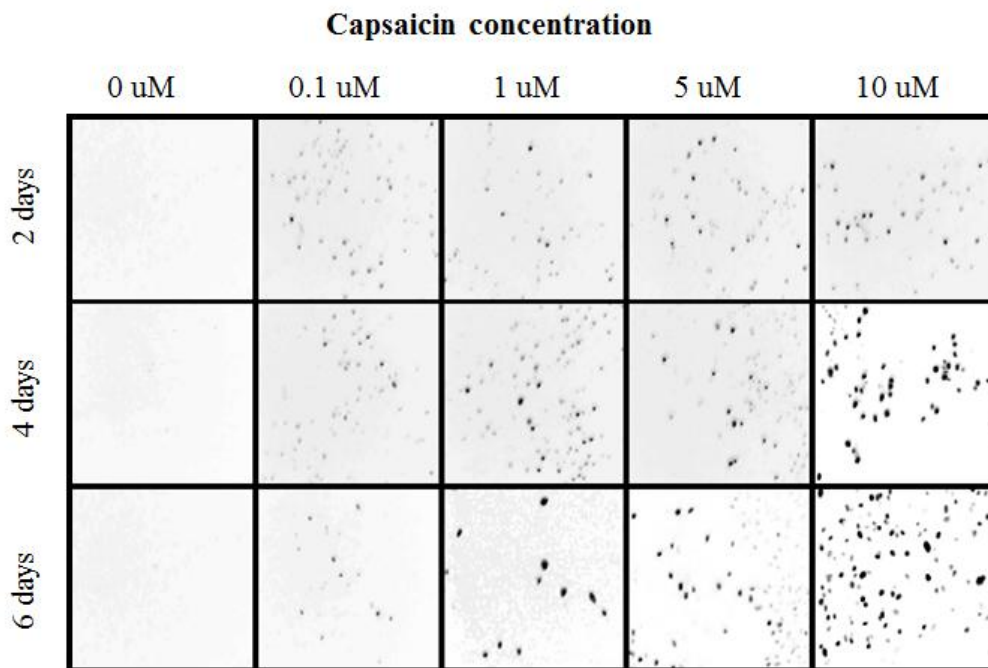 Capsaicin concentration
0 uM 0.1 uM 1 uM 5 uM 10 uM
2 days
4 days
6 days